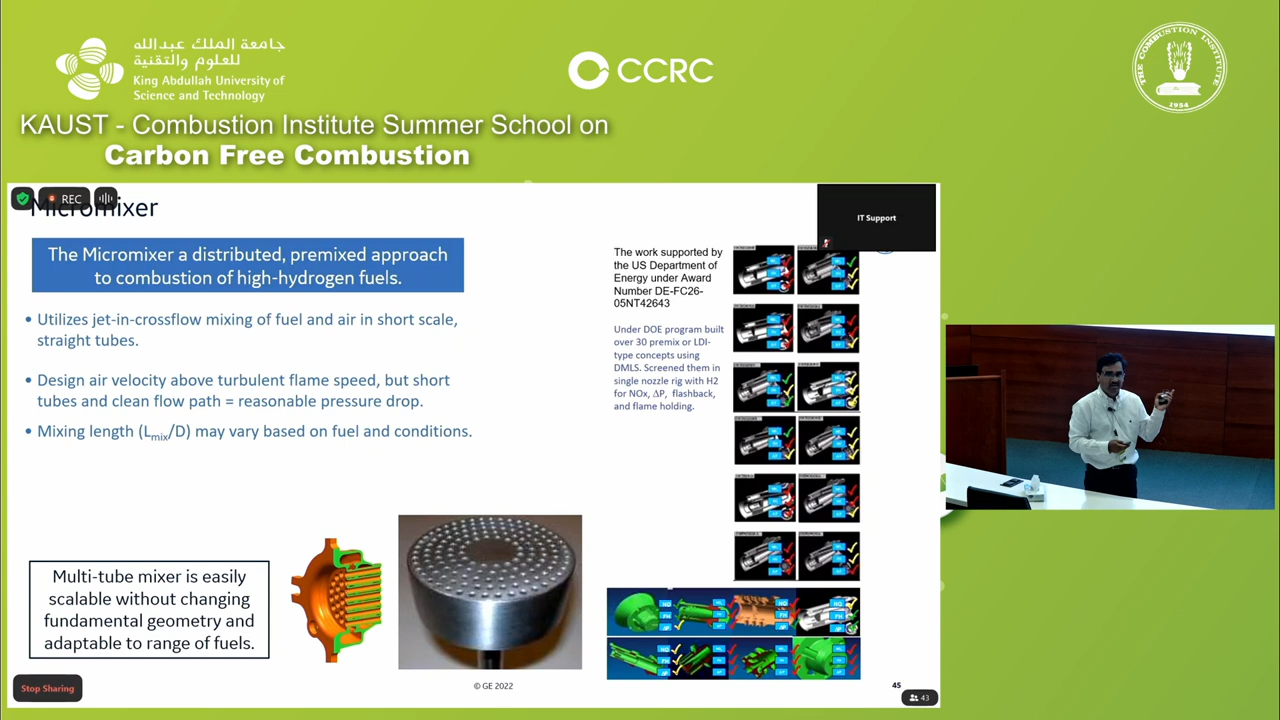 جامعة الملك عبدالله
للعلوم والتقنية
King Abdullah University of
Science and Technology
CCRC
THE COMBUSTION INSTITUTE
1954
KAUST - Combustion Institute Summer School on
Carbon Free Combustion
REC
Micromixer
IT Support
The Micromixer a distributed, premixed approach
to combustion of high-hydrogen fuels.
• Utilizes jet-in-crossflow mixing of fuel and air in short scale,
straight tubes.
• Design air velocity above turbulent flame speed, but short
tubes and clean flow path = reasonable pressure drop.
• Mixing length (Lmix/D) may vary based on fuel and conditions.
The work supported by
the US Department of
Energy under Award
Number DE-FC26-
05NT42643
Under DOE program built
over 30 premix or LDI-
type concepts using
DMLS. Screened them in
single nozzle rig with H2
for NOx, ΔP, flashback,
and flame holding.
Multi-tube mixer is easily
scalable without changing
fundamental geometry and
adaptable to range of fuels.
Stop Sharing
© GE 2022
45
43